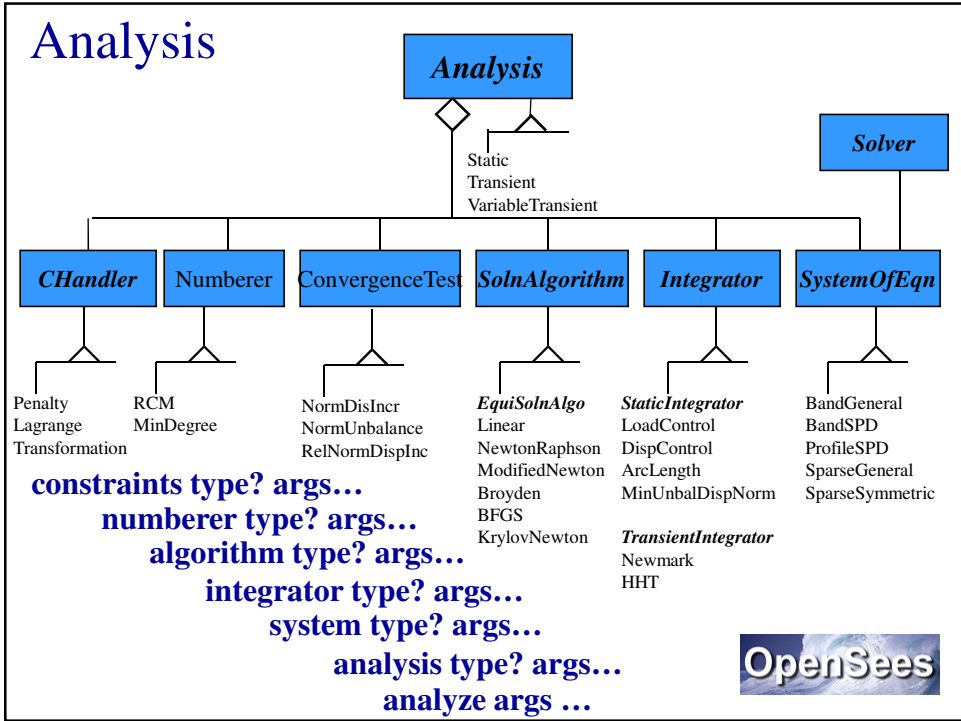 Analysis
Analysis
Static
Transient
VariableTransient
Solver
CHandler
Numberer
ConvergenceTest
SolnAlgorithm
Integrator
SystemOfEqn
Penalty
Lagrange
Transformation
RCM
MinDegree
NormDisIncr
NormUnbalance
RelNormDispInc
EquiSolnAlgo
Linear
NewtonRaphson
ModifiedNewton
Broyden
BFGS
KrylovNewton
StaticIntegrator
LoadControl
DispControl
ArcLength
MinUnbalDispNorm
TransientIntegrator
Newmark
HHT
BandGeneral
BandSPD
ProfileSPD
SparseGeneral
SparseSymmetric
constraints type? args…
numberer type? args…
algorithm type? args…
integrator type? args…
system type? args…
analysis type? args…
analyze args …
OpenSees